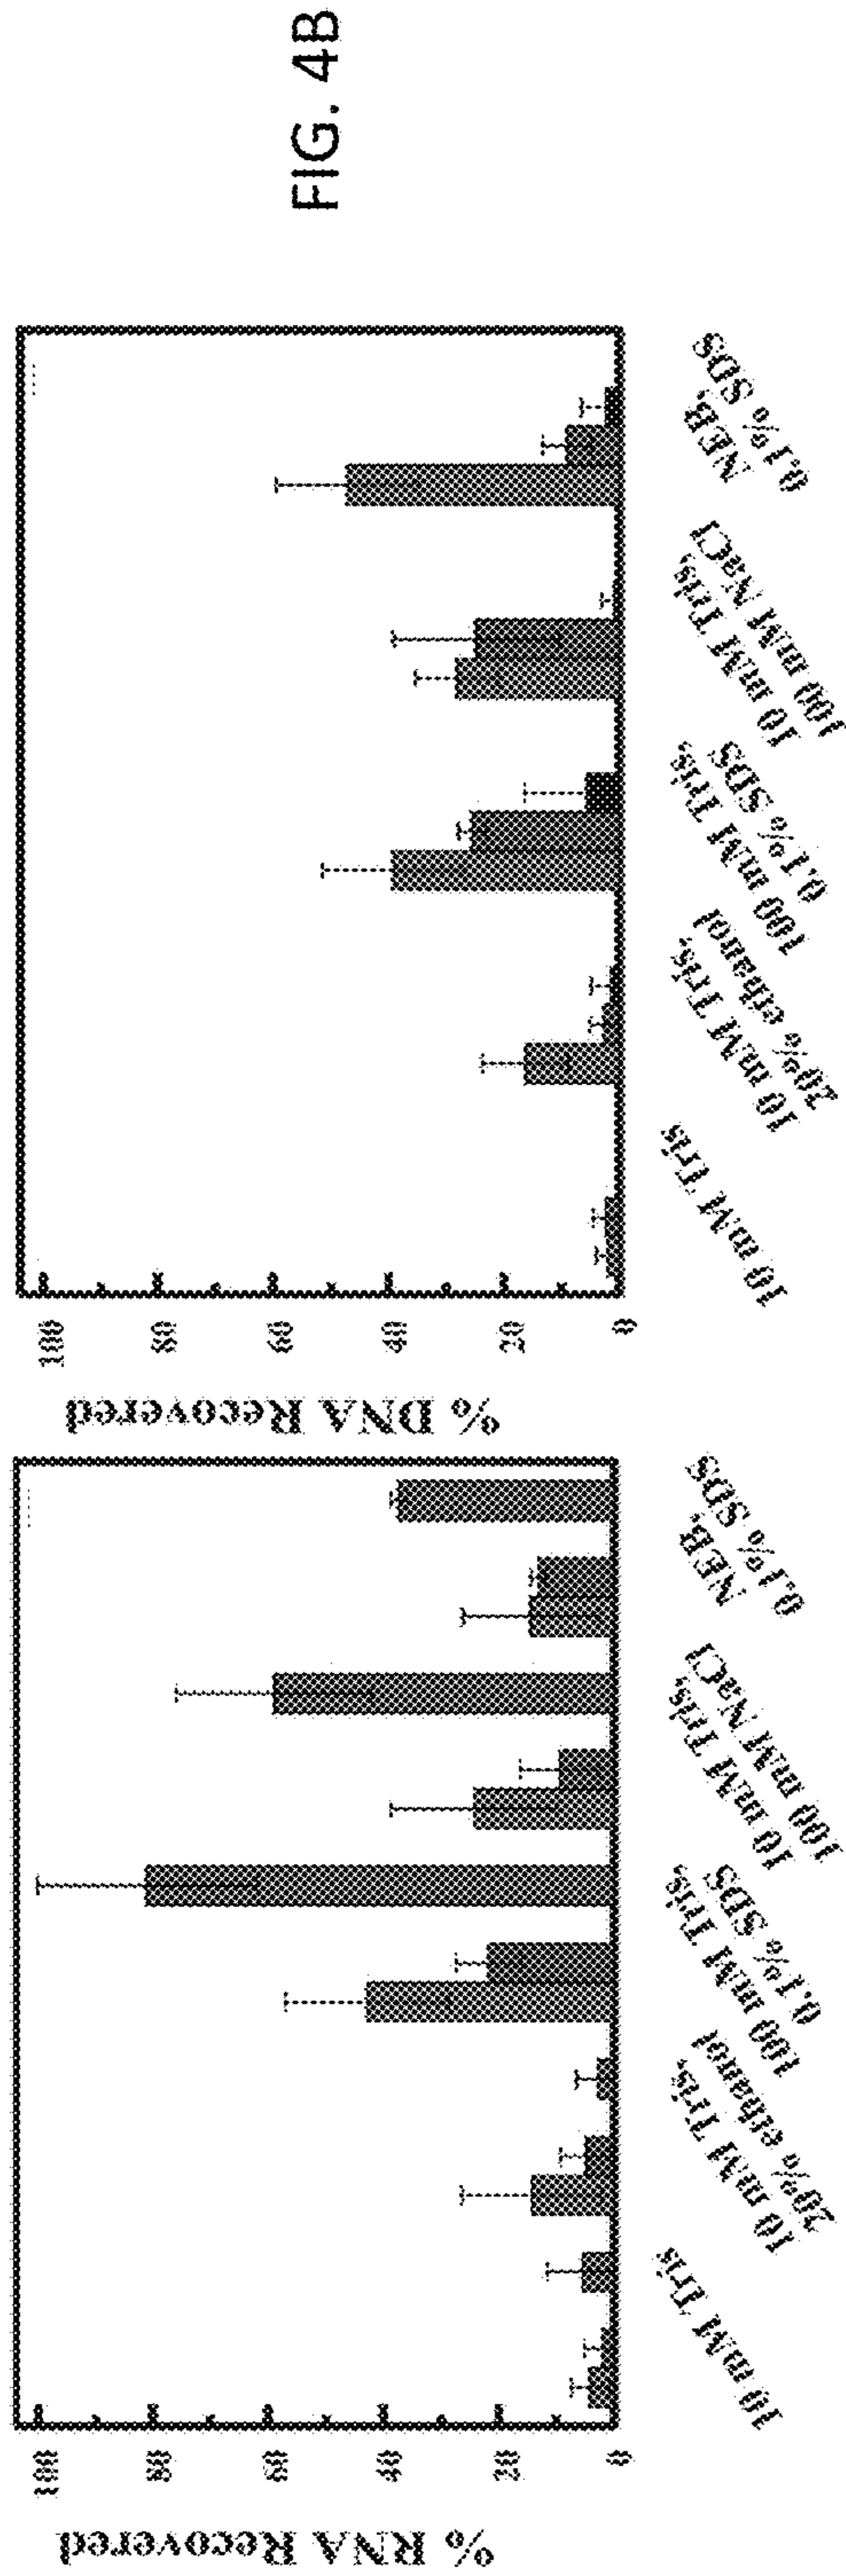 % RNA Recovered
100
80
60
40
20
0
10 mM Tris
10 mM Tris,
20% ethanol
100 mM Tris,
0.1% SDS
10 mM Tris,
100 mM NaCl
NEB,
0.1% SDS
% DNA Recovered
100
80
60
40
20
0
10 mM Tris
10 mM Tris,
20% ethanol
100 mM Tris,
0.1% SDS
10 mM Tris,
100 mM NaCl
NEB,
0.1% SDS
FIG. 4B